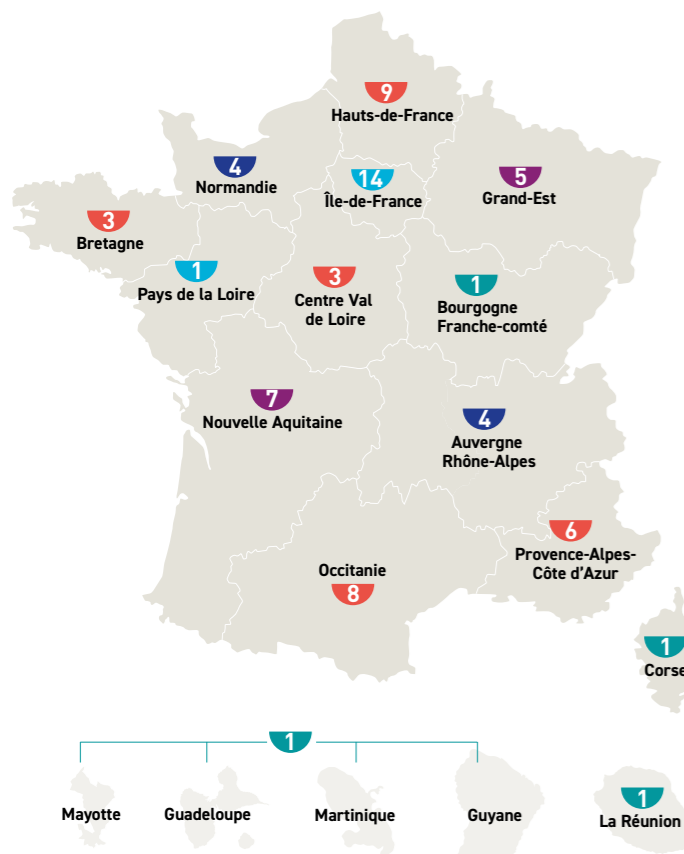 9
Hauts-de-France
4
Normandie
14
Île-de-France
5
Grand-Est
3
Bretagne
1
Pays de la Loire
3
Centre Val
de Loire
1
Bourgogne
Franche-comté
7
Nouvelle Aquitaine
4
Auvergne
Rhône-Alpes
6
Provence-Alpes-
Côte d'Azur
Occitanie
8
1
Corse
1
Mayotte
Guadeloupe
Martinique
Guyane
1
La Réunion